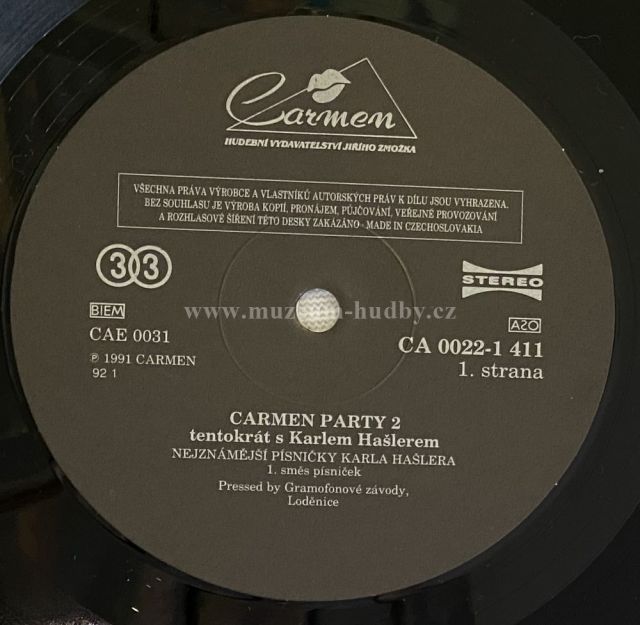 Carmen
HUDEBNÍ VYDAVATELSTVÍ JIŘÍHO ZMOŽKA
VŠECHNA PRÁVA VÝROBCE A VLASTNÍKŮ AUTORSKÝCH PRÁV K DÍLU JSOU VYHRAZENA.
BEZ SOUHLASU JE VÝROBA KOPIÍ, PRONÁJEM, PŮJČOVÁNÍ, VEŘEJNÉ PROVOZOVÁNÍ
A ROZHLASOVÉ ŠÍŘENÍ TÉTO DESKY ZAKÁZÁNO - MADE IN CZECHOSLOVAKIA
33
STEREO
www.muzeum-hudby.cz
BIEM
OSA
CAE 0031
CA 0022-1 411
℗ 1991 CARMEN
1. strana
92 1
CARMEN PARTY 2
tentokrát s Karlem Hašlerem
NEJZNÁMĚJŠÍ PÍSNIČKY KARLA HAŠLERA
1. směs písniček
Pressed by Gramofonové závody,
Loděnice